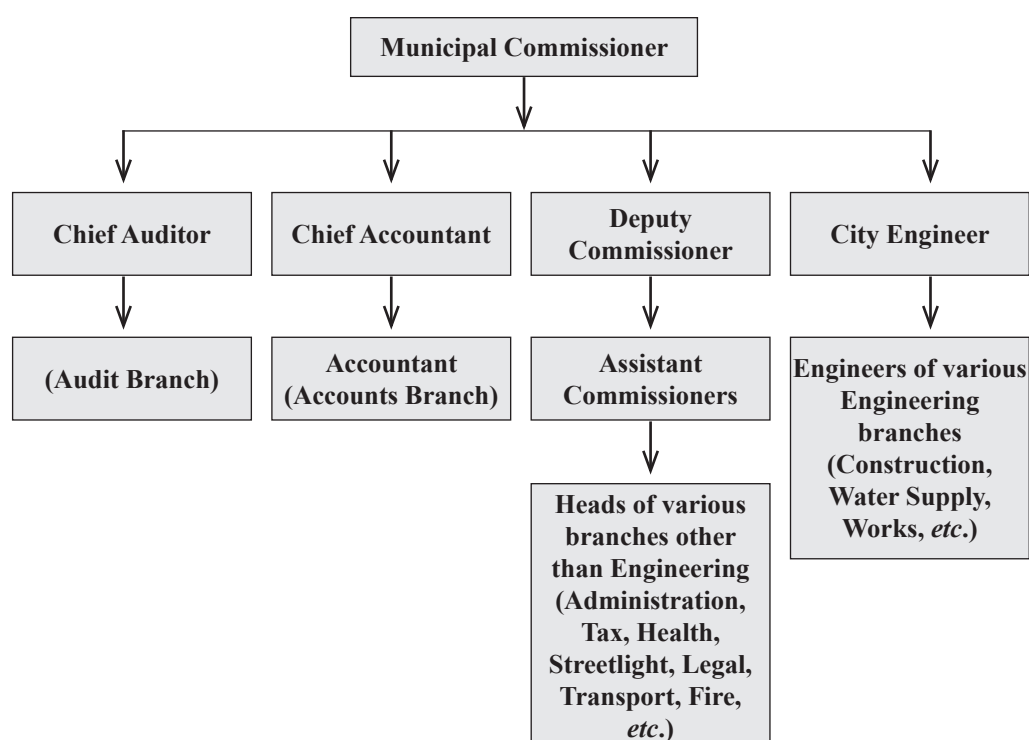 Municipal Commissioner
Chief Auditor
Chief Accountant
Deputy
Commissioner
City Engineer
(Audit Branch)
Accountant
(Accounts Branch)
Assistant
Commissioners
Engineers of various
Engineering
branches
(Construction,
Water Supply,
Works, etc.)
Heads of various
branches other
than Engineering
(Administration,
Tax, Health,
Streetlight, Legal,
Transport, Fire,
etc.)